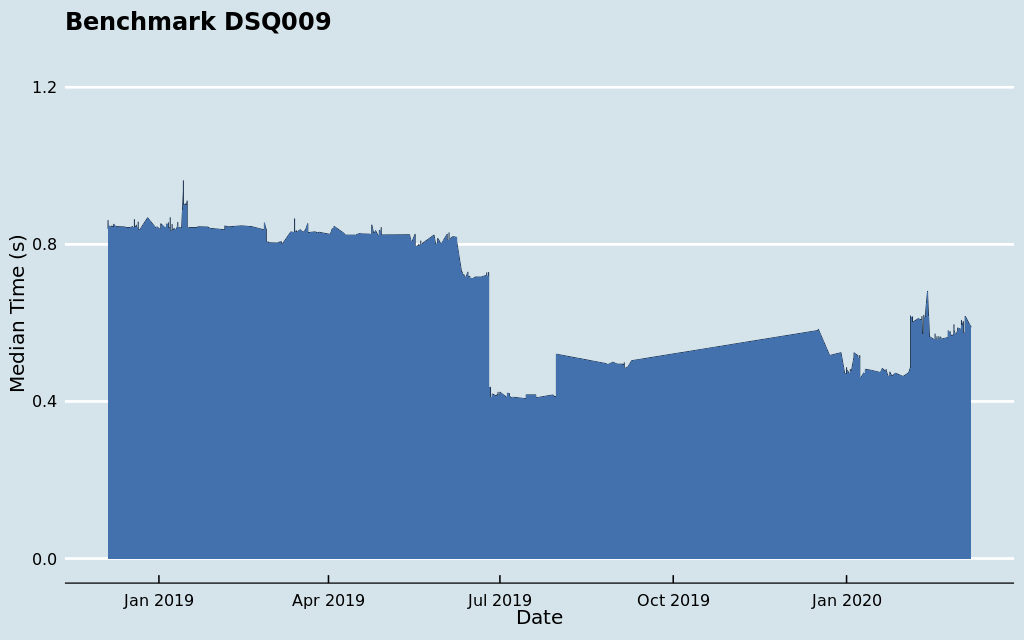 Benchmark DSQ009
Median Time (s)
1.2
0.8
0.4
0.0
Jan 2019
Apr 2019
Jul 2019
Oct 2019
Jan 2020
Date